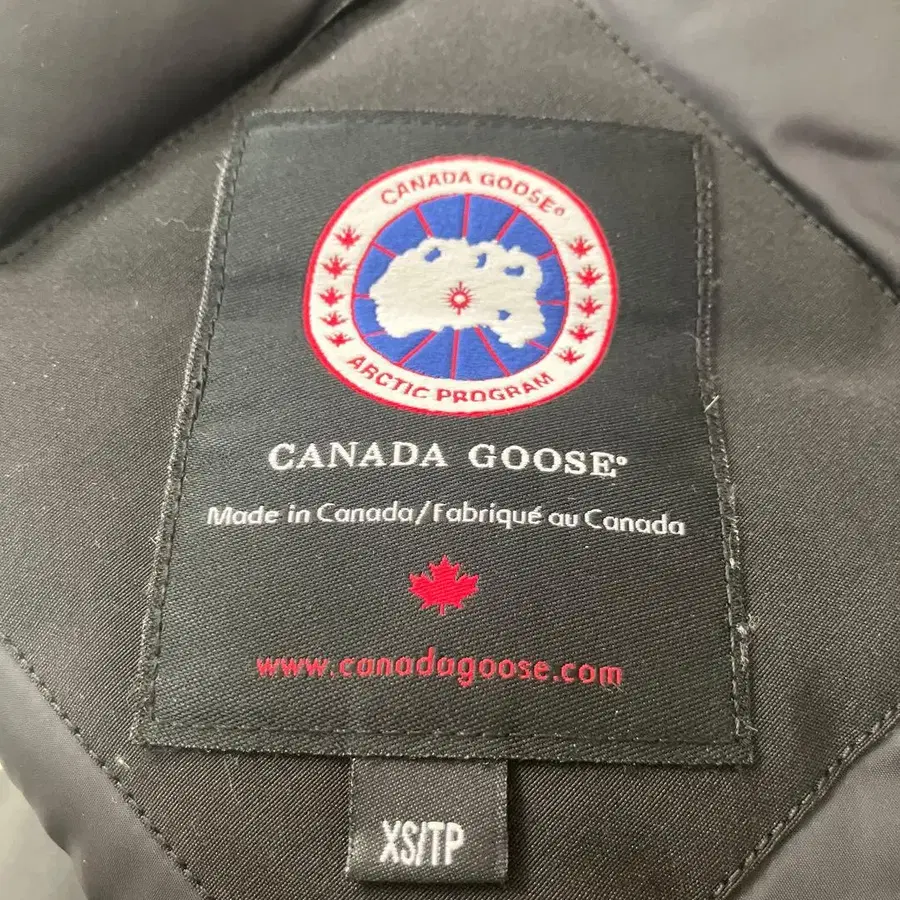 CANADA GOOSE®
ARCTIC PROGRAM
CANADA GOOSE®
Made in Canada/Fabriqué au Canada
www.canadagoose.com
XS/TP